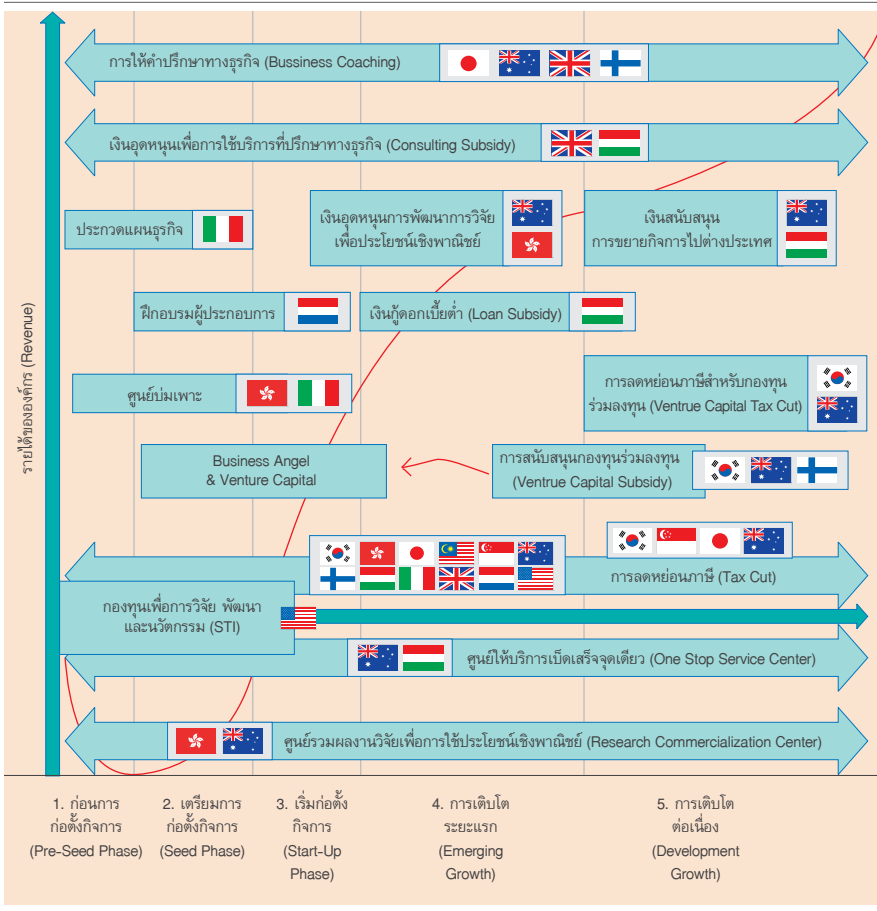 การให้คำปรึกษาทางธุรกิจ (Bussiness Coaching)
เงินอุดหนุนเพื่อการใช้บริการที่ปรึกษาทางธุรกิจ (Consulting Subsidy)
ประกวดแผนธุรกิจ
เงินอุดหนุนการพัฒนาการวิจัย
เพื่อประโยชน์เชิงพาณิชย์
เงินสนับสนุน
การขยายกิจการไปต่างประเทศ
ฝึกอบรมผู้ประกอบการ
เงินกู้ดอกเบี้ยต่ำ (Loan Subsidy)
ศูนย์บ่มเพาะ
การลดหย่อนภาษีสำหรับกองทุน
ร่วมลงทุน (Ventrue Capital Tax Cut)
Business Angel
& Venture Capital
การสนับสนุนกองทุนร่วมลงทุน
(Ventrue Capital Subsidy)
การลดหย่อนภาษี (Tax Cut)
กองทุนเพื่อการวิจัย พัฒนา
และนวัตกรรม (STI)
ศูนย์ให้บริการเบ็ดเสร็จจุดเดียว (One Stop Service Center)
ศูนย์รวมผลงานวิจัยเพื่อการใช้ประโยชน์เชิงพาณิชย์ (Research Commercialization Center)
รายได้ขององค์กร (Revenue)
1. ก่อนการ
ก่อตั้งกิจการ
(Pre-Seed Phase)
2. เตรียมการ
ก่อตั้งกิจการ
(Seed Phase)
3. เริ่มก่อตั้ง
กิจการ
(Start-Up
Phase)
4. การเติบโต
ระยะแรก
(Emerging
Growth)
5. การเติบโต
ต่อเนื่อง
(Development
Growth)